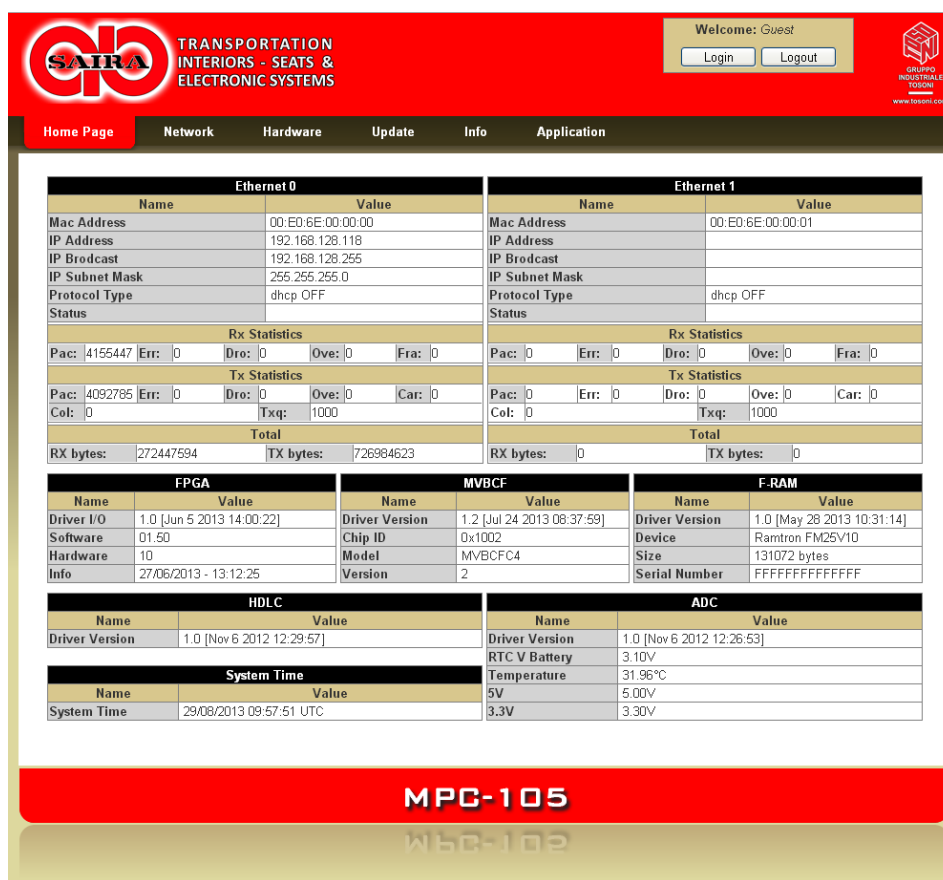 SAIRA
TRANSPORTATION
INTERIORS - SEATS &
ELECTRONIC SYSTEMS
Welcome: Guest
Login Logout
GRUPPO
INDUSTRIALE
TOSONI
www.tosoni.co
Home Page Network Hardware Update Info Application
Ethernet 0 Ethernet 1
Name Value Name Value
Mac Address 00:E0:6E:00:00:00 Mac Address 00:E0:6E:00:00:01
IP Address 192.168.128.118 IP Address
IP Brodcast 192.168.128.255 IP Brodcast
IP Subnet Mask 255.255.255.0 IP Subnet Mask
Protocol Type dhcp OFF Protocol Type dhcp OFF
Status Status
Rx Statistics Rx Statistics
Pac: 4155447 Err: 0 Dro: 0 Ove: 0 Fra: 0 Pac: 0 Err: 0 Dro: 0 Ove: 0 Fra: 0
Tx Statistics Tx Statistics
Pac: 4092785 Err: 0 Dro: 0 Ove: 0 Car: 0 Pac: 0 Err: 0 Dro: 0 Ove: 0 Car: 0
Col: 0 Txq: 1000 Col: 0 Txq: 1000
Total Total
RX bytes: 272447594 TX bytes: 726984623 RX bytes: 0 TX bytes: 0
FPGA MVBCF F-RAM
Name Value Name Value Name Value
Driver I/O 1.0 [Jun 5 2013 14:00:22] Driver Version 1.2 [Jul 24 2013 08:37:59] Driver Version 1.0 [May 28 2013 10:31:14]
Software 01.50 Chip ID 0x1002 Device Ramtron FM25V10
Hardware 10 Model MVBCFC4 Size 131072 bytes
Info 27/06/2013 - 13:12:25 Version 2 Serial Number FFFFFFFFFFFFFF
HDLC ADC
Name Value Name Value
Driver Version 1.0 [Nov 6 2012 12:29:57] Driver Version 1.0 [Nov 6 2012 12:26:53]
RTC V Battery 3.10V
System Time Temperature 31.96°C
Name Value 5V 5.00V
System Time 29/08/2013 09:57:51 UTC 3.3V 3.30V
MPC-105